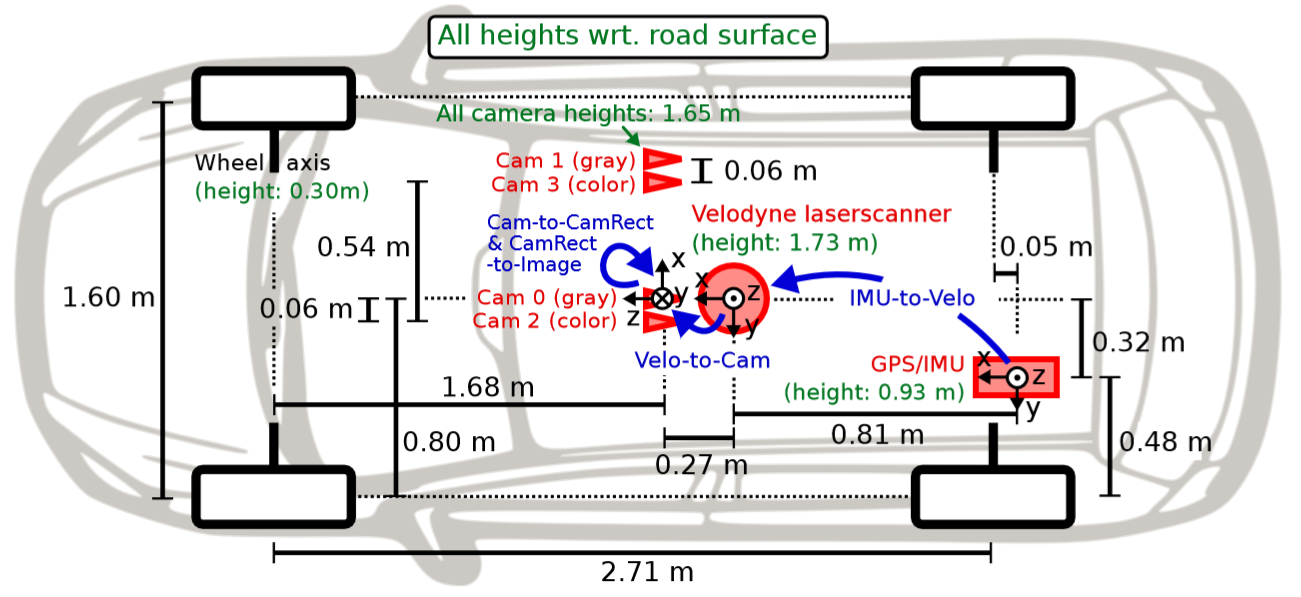 All heights wrt. road surface
All camera heights: 1.65 m
Wheel axis
(height: 0.30m)
Cam 1 (gray)
Cam 3 (color)
0.06 m
Cam-to-CamRect
& CamRect
-to-Image
Velodyne laserscanner
(height: 1.73 m)
0.54 m
0.05 m
1.60 m
0.06 m
Cam 0 (gray)
Cam 2 (color)
x
y
z
x
z
y
IMU-to-Velo
Velo-to-Cam
0.32 m
GPS/IMU
(height: 0.93 m)
x
z
y
1.68 m
0.80 m
0.27 m
0.81 m
0.48 m
2.71 m